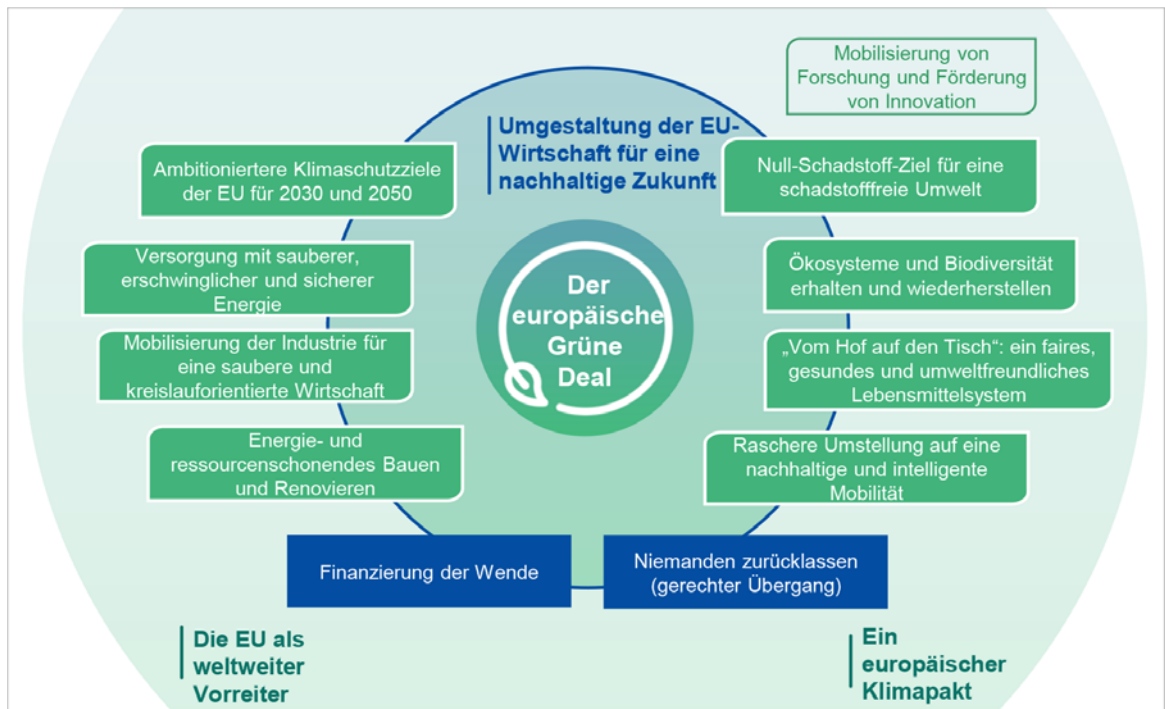 Mobilisierung von
Forschung und Förderung
von Innovation
Umgestaltung der EU-
Wirtschaft für eine
nachhaltige Zukunft
Ambitioniertere Klimaschutzziele
der EU für 2030 und 2050
Null-Schadstoff-Ziel für eine
schadstofffreie Umwelt
Versorgung mit sauberer,
erschwinglicher und sicherer
Energie
Ökosysteme und Biodiversität
erhalten und wiederherstellen
Der
europäische
Grüne
Deal
Mobilisierung der Industrie für
eine saubere und
kreislauforientierte Wirtschaft
„Vom Hof auf den Tisch“: ein faires,
gesundes und umweltfreundliches
Lebensmittelsystem
Energie- und
ressourcenschonendes Bauen
und Renovieren
Raschere Umstellung auf eine
nachhaltige und intelligente
Mobilität
Finanzierung der Wende
Niemanden zurücklassen
(gerechter Übergang)
Die EU als
weltweiter
Vorreiter
Ein
europäischer
Klimapakt